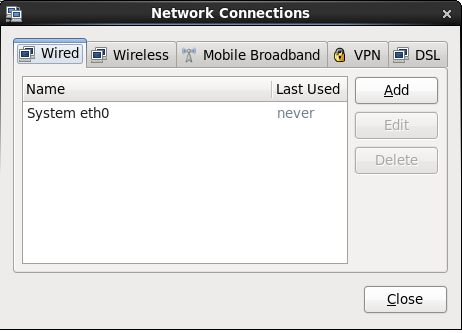 Network Connections
Wired Wireless Mobile Broadband VPN DSL
Name Last Used
System eth0 never
Add
Edit
Delete
Close